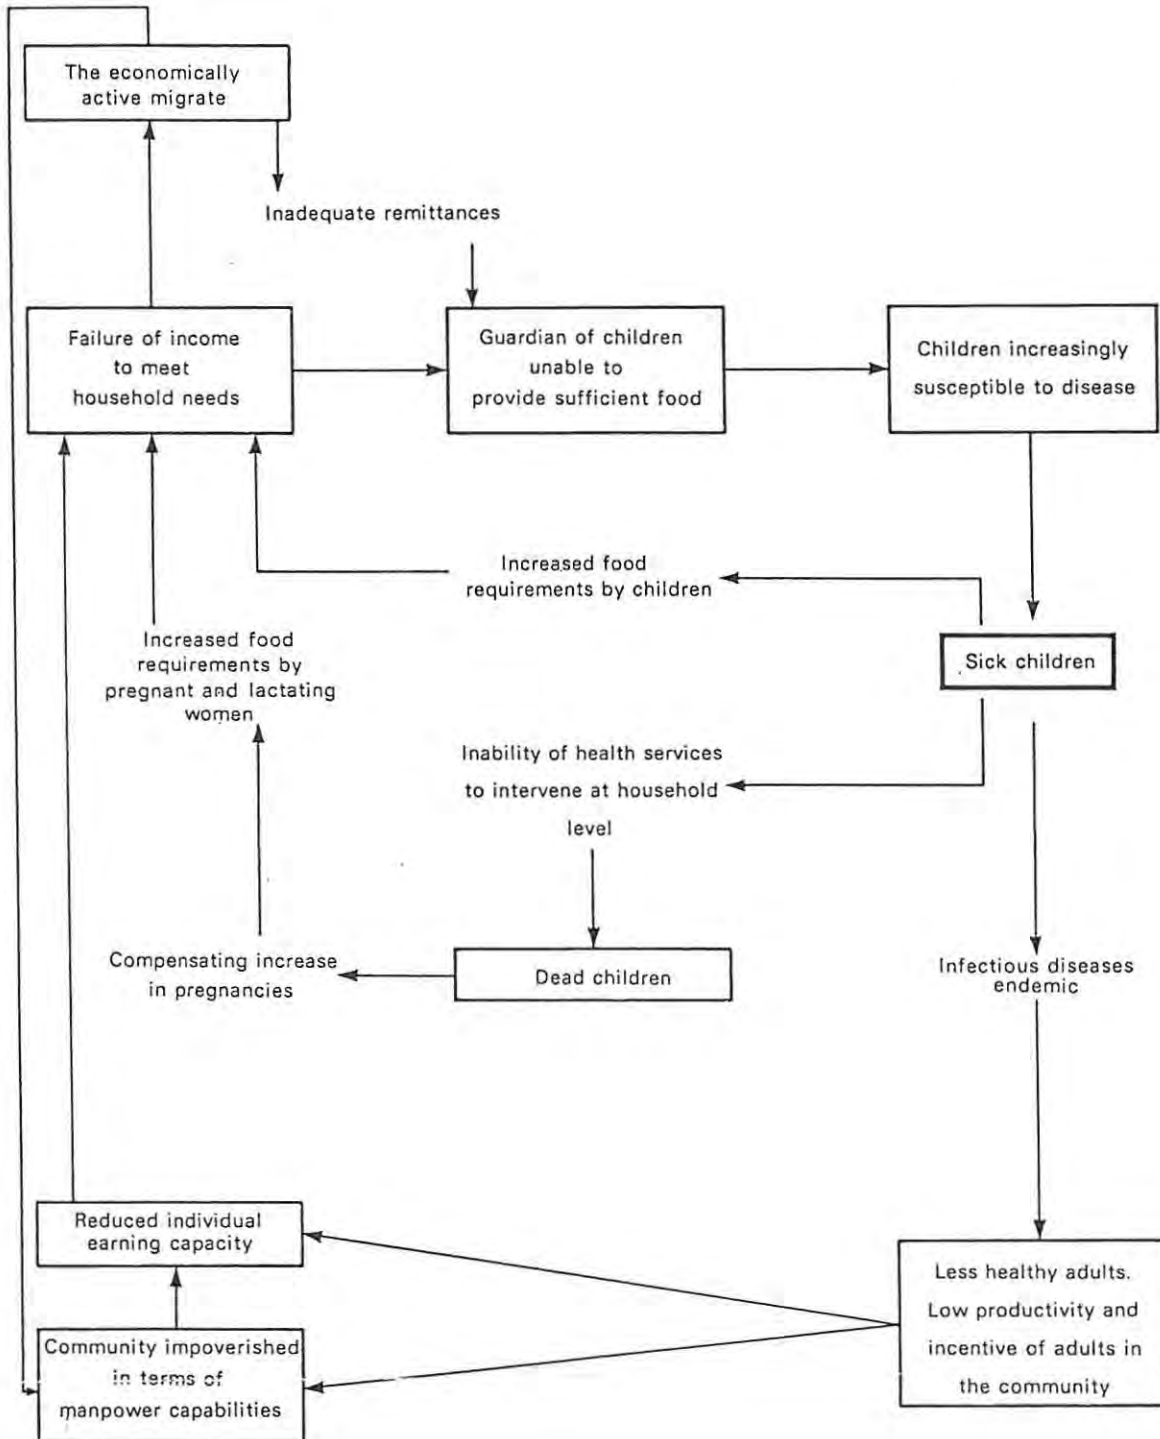 The economically
active migrate
Inadequate remittances
Failure of income
to meet
household needs
Guardian of children
unable to
provide sufficient food
Children increasingly
susceptible to disease
Increased food
requirements by children
Increased food
requirements by
pregnant and lactating
women
Sick children
Inability of health services
to intervene at household
level
Compensating increase
in pregnancies
Dead children
Infectious diseases
endemic
Reduced individual
earning capacity
Less healthy adults.
Low productivity and
incentive of adults in
the community
Community impoverished
in terms of
manpower capabilities